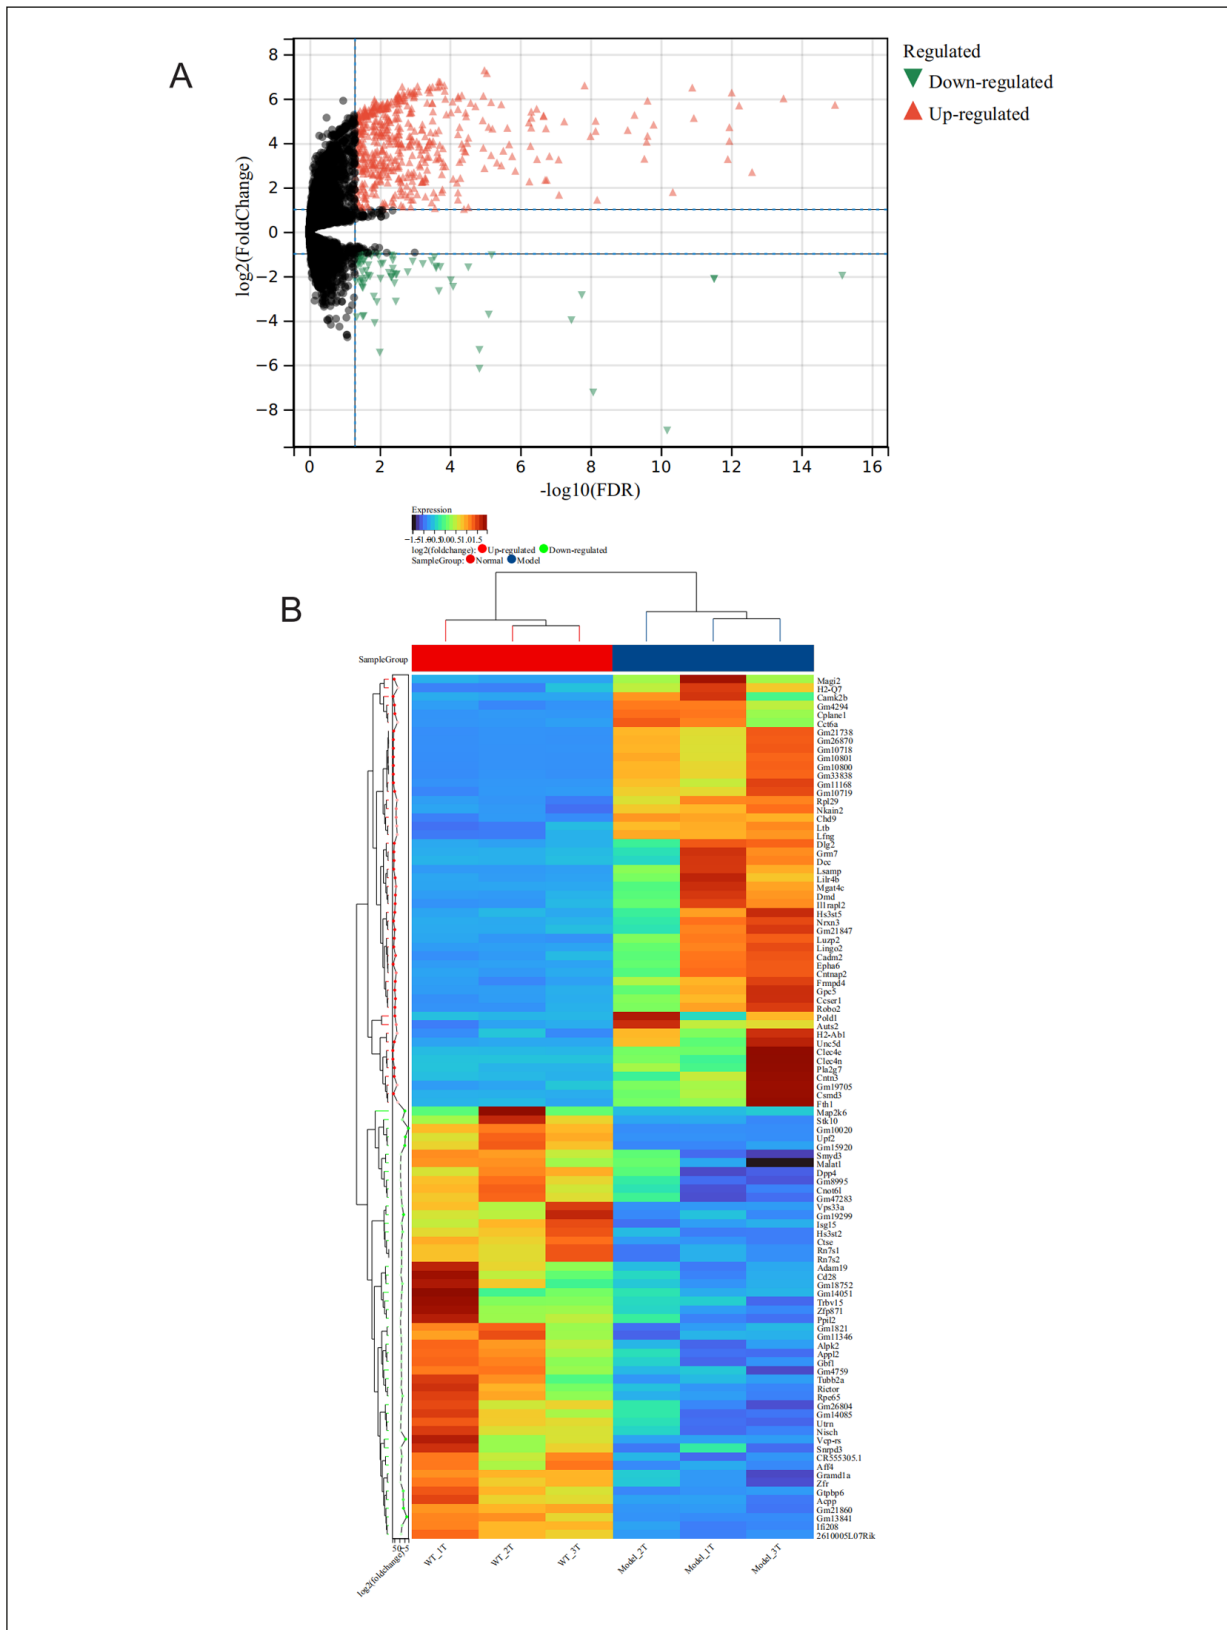 A
Regulated
Down-regulated
Up-regulated
8
6
4
2
0
−2
−4
−6
−8
log2(FoldChange)
0 2 4 6 8 10 12 14 16
-log10(FDR)
Expression
log2(foldchange): Up-regulated Down-regulated
SampleGroup: Normal Model
B
SampleGroup
Magi2
H2-Q7
Camk2b
Gm4294
Cplane1
Cct6a
Gm21738
Gm26870
Gm10718
Gm10801
Gm10800
Gm33838
Gm11168
Gm10719
Rpl29
Nkain2
Chd9
Ltb
Lfng
Dlg2
Grm7
Dcc
Lsamp
Lilr4b
Mgat4c
Dmd
Il1rapl2
Hs3st5
Nrxn3
Gm21847
Luzp2
Lingo2
Cadm2
Epha6
Cntnap2
Frmpd4
Gpc5
Ccser1
Robo2
Pold1
Auts2
H2-Ab1
Unc5d
Clec4e
Clec4n
Pla2g7
Cntn3
Gm19705
Csmd3
Fth1
Map2k6
Stk10
Gm10020
Upf2
Gm15920
Smyd3
Malat1
Dpp4
Gm8995
Cnot6l
Gm47283
Vps33a
Gm19299
Isg15
Hs3st2
Ctse
Rn7s1
Rn7s2
Adam19
Cd28
Gm18752
Gm14051
Trbv15
Zfp871
Ppil2
Gm1821
Gm11346
Alpk2
Appl2
Gbf1
Gm4759
Tubb2a
Rictor
Rpe65
Gm26804
Gm14085
Utrn
Nisch
Vcp-rs
Snrpd3
CR555305.1
Aff4
Gramd1a
Zfr
Gtpbp6
Acpp
Gm21860
Gm13841
Ifi208
2610005L07Rik
log2(foldchange) WT_1T WT_2T WT_3T Model_2T Model_1T Model_3T